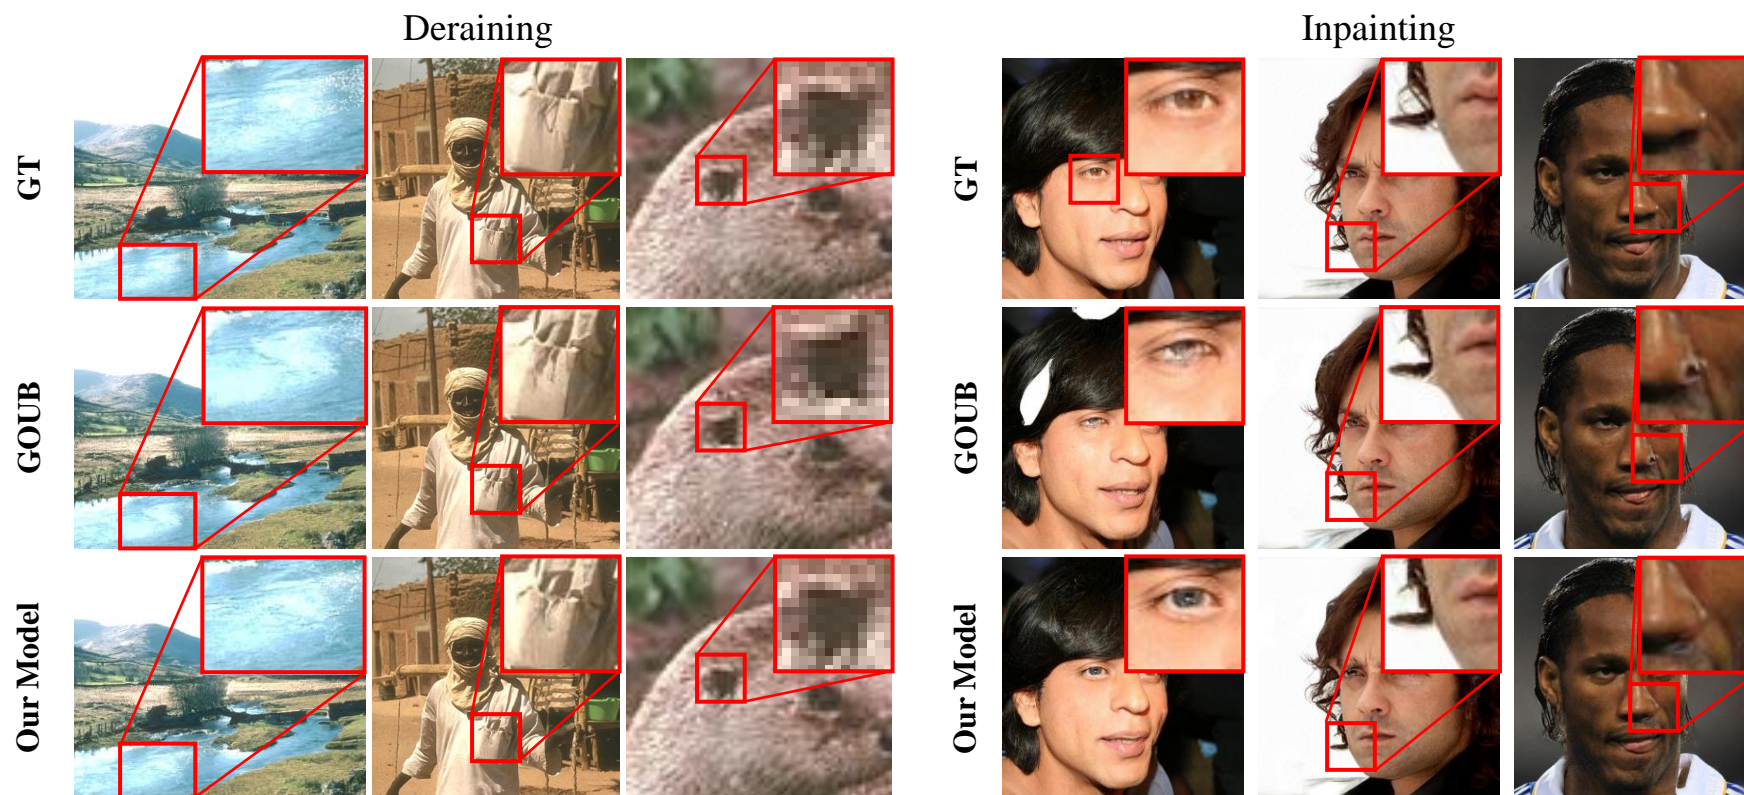 Deraining
Inpainting
GT
GT
GOUB
GOUB
Our Model
Our Model